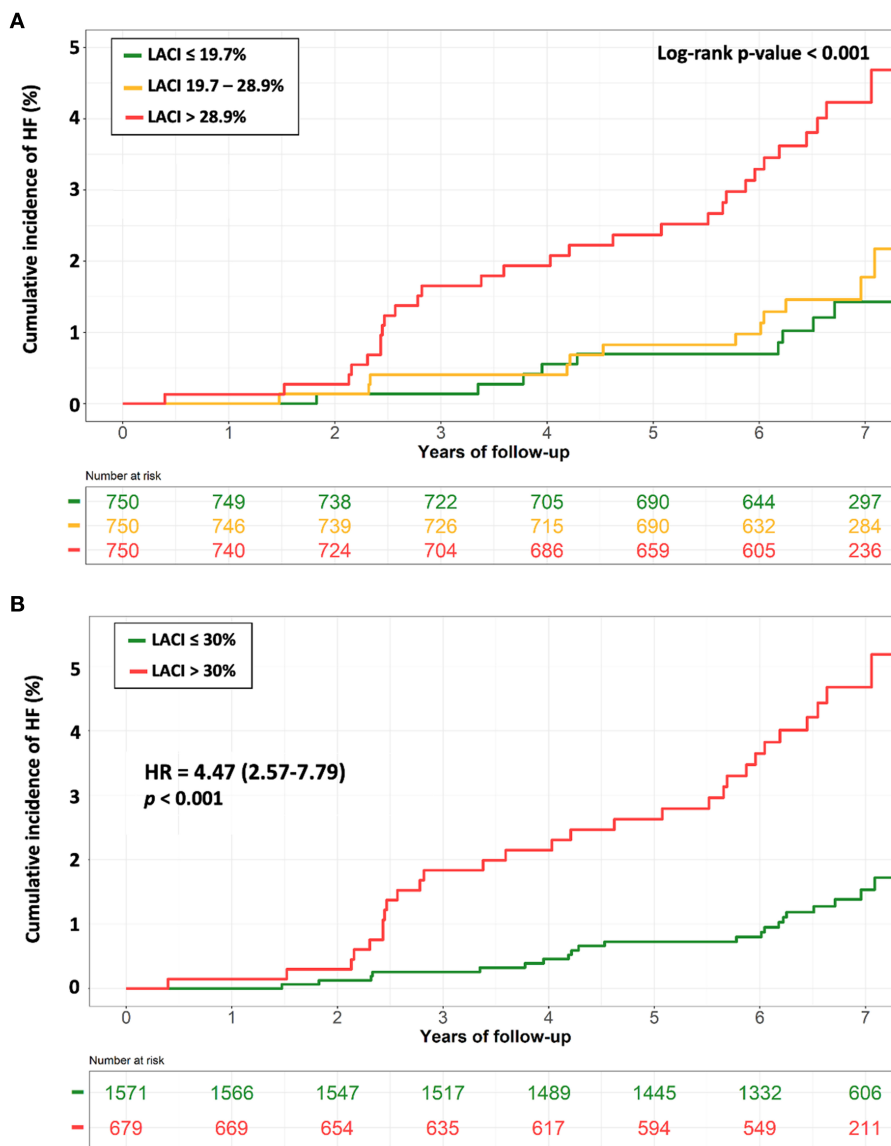 A
5
LACI ≤ 19.7%
LACI 19.7 – 28.9%
LACI > 28.9%
Log-rank p-value < 0.001
4
3
2
1
0
Cumulative incidence of HF (%)
0 1 2 3 4 5 6 7
Years of follow-up
Number at risk
750 749 738 722 705 690 644 297
750 746 739 726 715 690 632 284
750 740 724 704 686 659 605 236
B
LACI ≤ 30%
LACI > 30%
5
4
HR = 4.47 (2.57-7.79)
p < 0.001
3
2
1
0
Cumulative incidence of HF (%)
0 1 2 3 4 5 6 7
Years of follow-up
Number at risk
1571 1566 1547 1517 1489 1445 1332 606
679 669 654 635 617 594 549 211